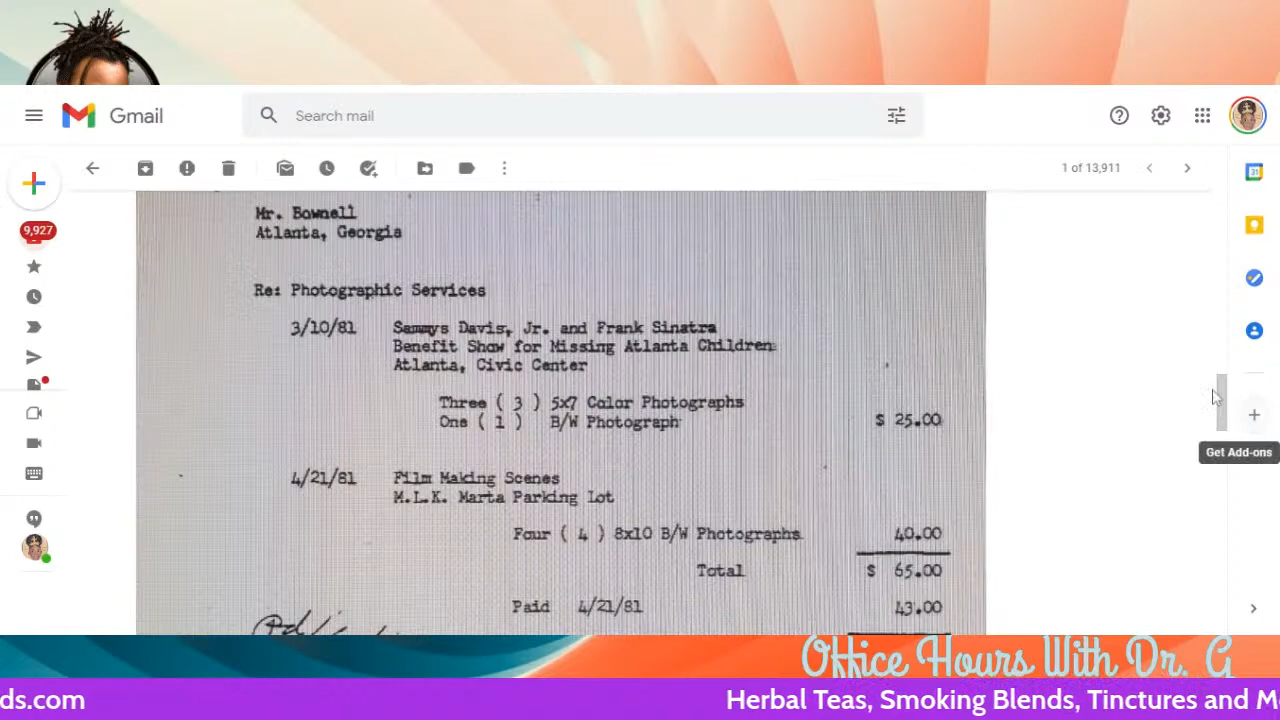 Gmail
Search mail
1 of 13,911
9,927
31
Mr. Bownell
Atlanta, Georgia
Re: Photographic Services
3/10/81 Sammys Davis, Jr. and Frank Sinatra
Benefit Show for Missing Atlanta Children
Atlanta, Civic Center
Three ( 3 ) 5x7 Color Photographs
One ( 1 ) B/W Photograph $ 25.00
Get Add-ons
4/21/81 Film Making Scenes
M.L.K. Marta Parking Lot
Four ( 4 ) 8x10 B/W Photographs 40.00
Total $ 65.00
Paid 4/21/81 43.00
Office Hours With Dr. G
ds.com Herbal Teas, Smoking Blends, Tinctures and M